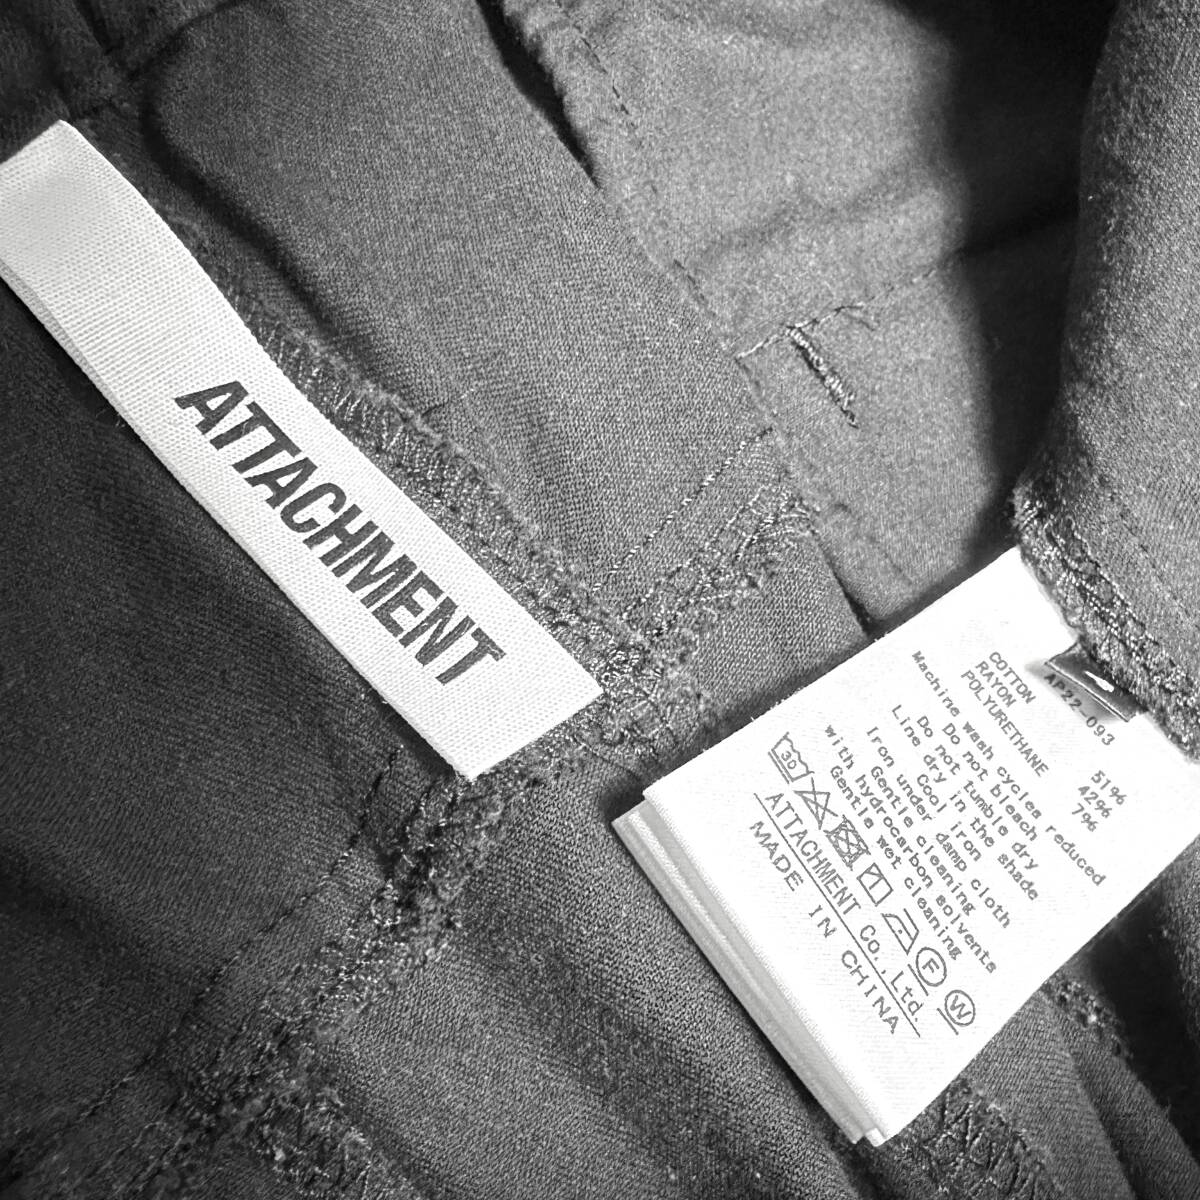 ATTACHMENT
AP22-093
COTTON 51%
RAYON 42%
POLYURETHANE 7%
Machine wash cycles reduced
Do not bleach
Do not tumble dry
Line dry in the shade
Cool iron
Iron under damp cloth
Gentle cleaning
with hydrocarbon solvents
Gentle wet cleaning
30 F W
ATTACHMENT Co.,Ltd.
MADE IN CHINA